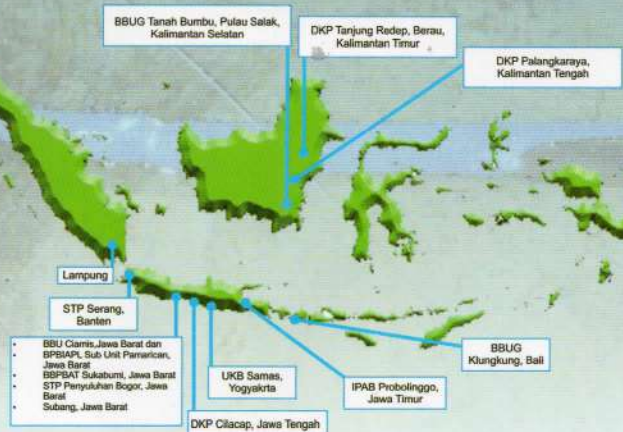 BBUG Tanah Bumbu, Pulau Salak,
Kalimantan Selatan
DKP Tanjung Redep, Berau,
Kalimantan Timur
DKP Palangkaraya,
Kalimantan Tengah
Lampung
STP Serang,
Banten
• BBU Ciamis,Jawa Barat dan
• BPBIAPL Sub Unit Pamarican,
Jawa Barat
• BBPBAT Sukabumi, Jawa Barat
• STP Penyuluhan Bogor, Jawa
Barat
• Subang, Jawa Barat
DKP Cilacap, Jawa Tengah
UKB Samas,
Yogyakrta
IPAB Probolinggo,
Jawa Timur
BBUG
Klungkung, Bali